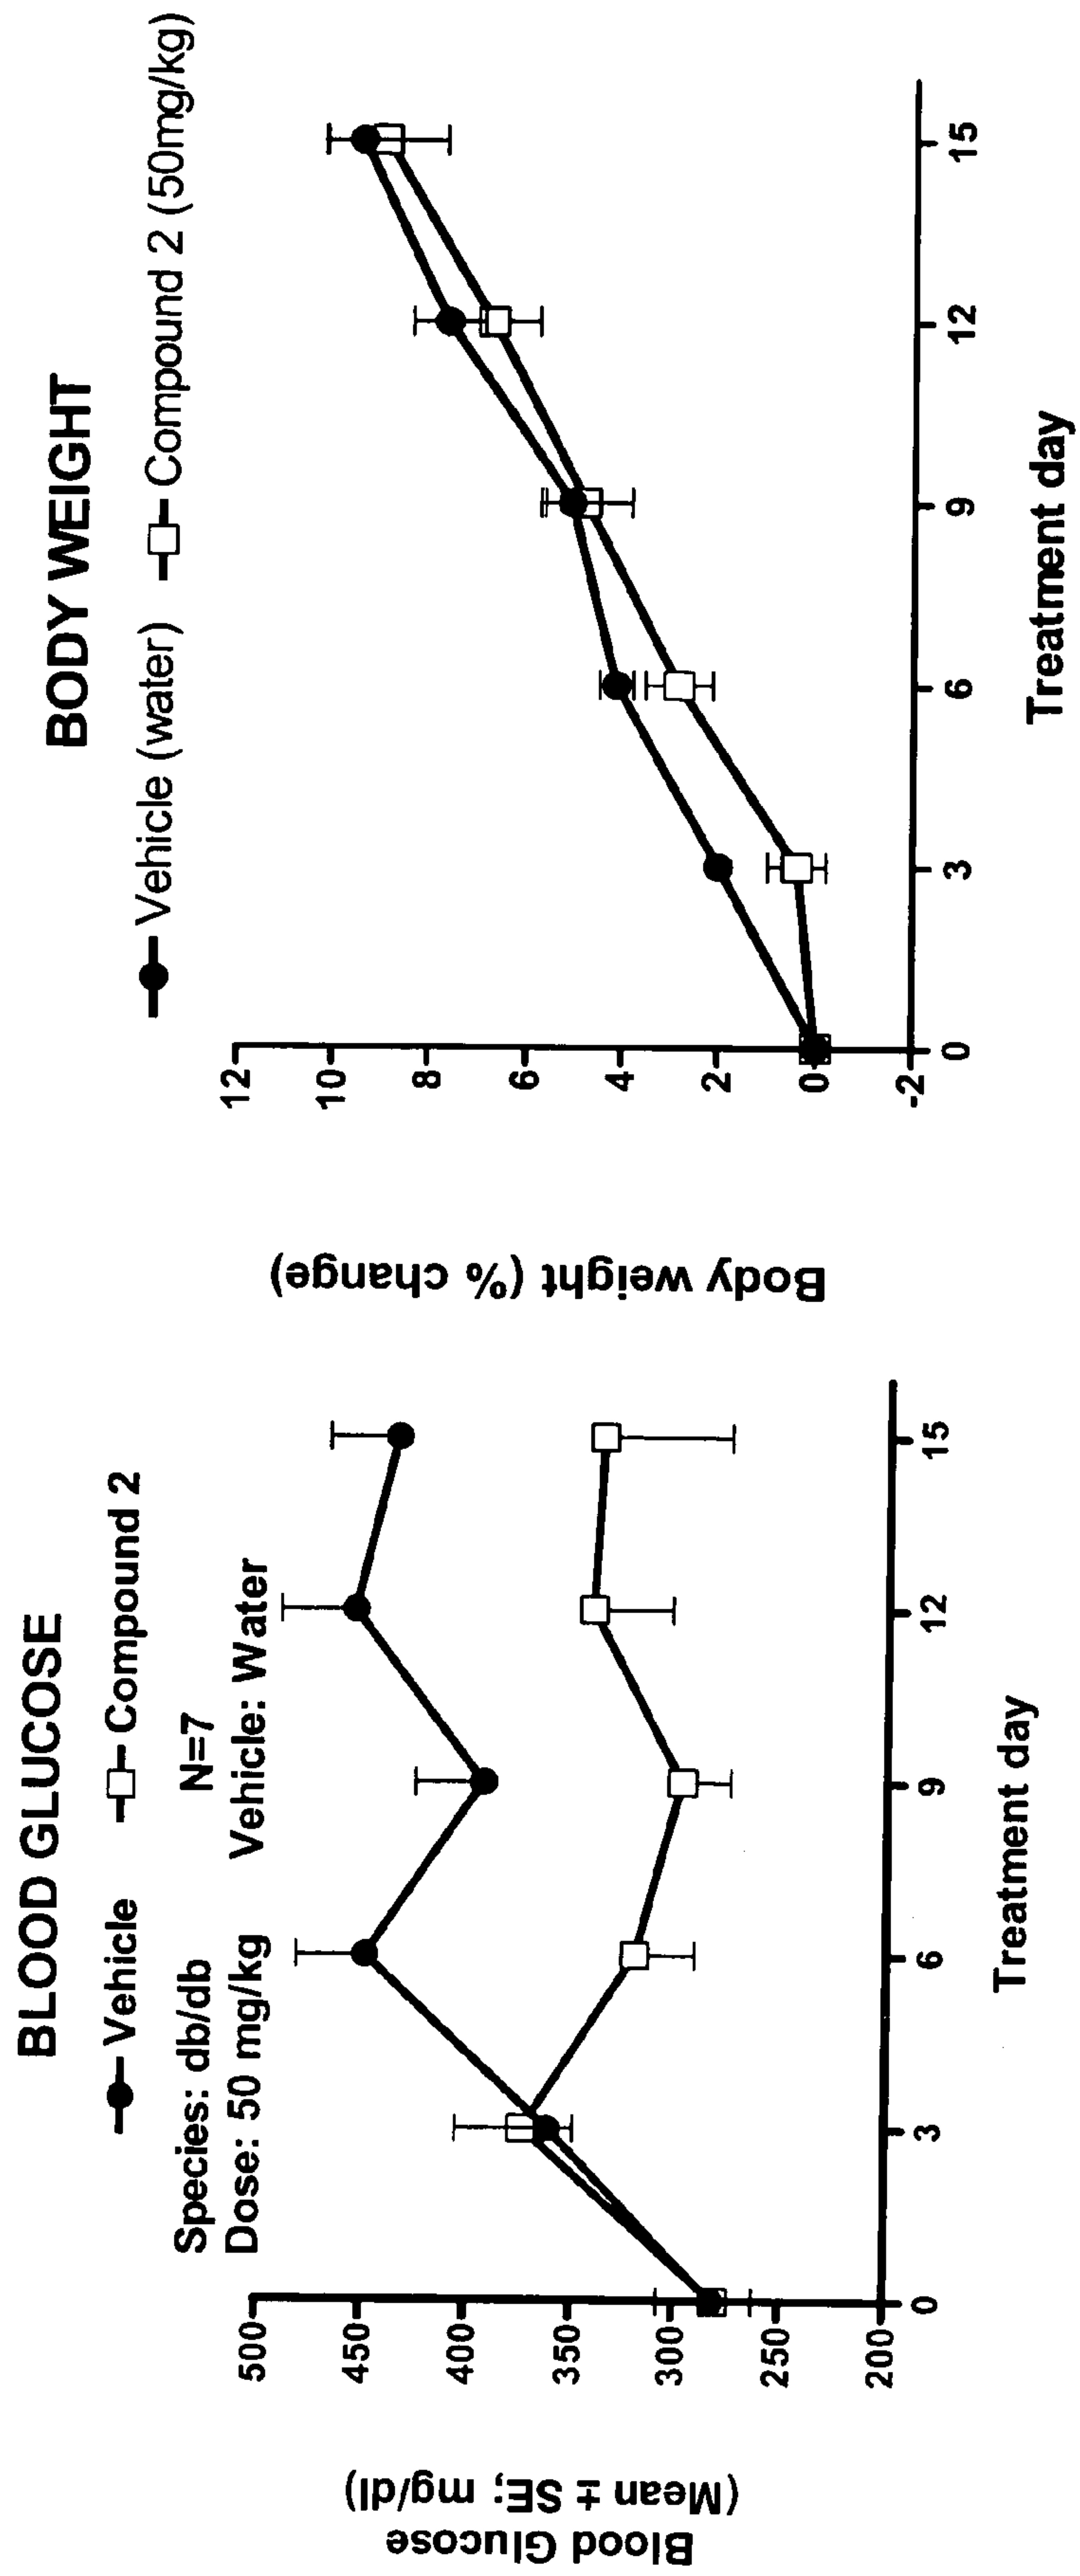 BLOOD GLUCOSE
Vehicle Compound 2
Species: db/db N=7
Dose: 50 mg/kg Vehicle: Water
Blood Glucose
(Mean ± SE; mg/dl)
500
450
400
350
300
250
200
0 3 6 9 12 15
Treatment day
BODY WEIGHT
Vehicle (water) Compound 2 (50mg/kg)
Body weight (% change)
12
10
8
6
4
2
0
-2
0 3 6 9 12 15
Treatment day